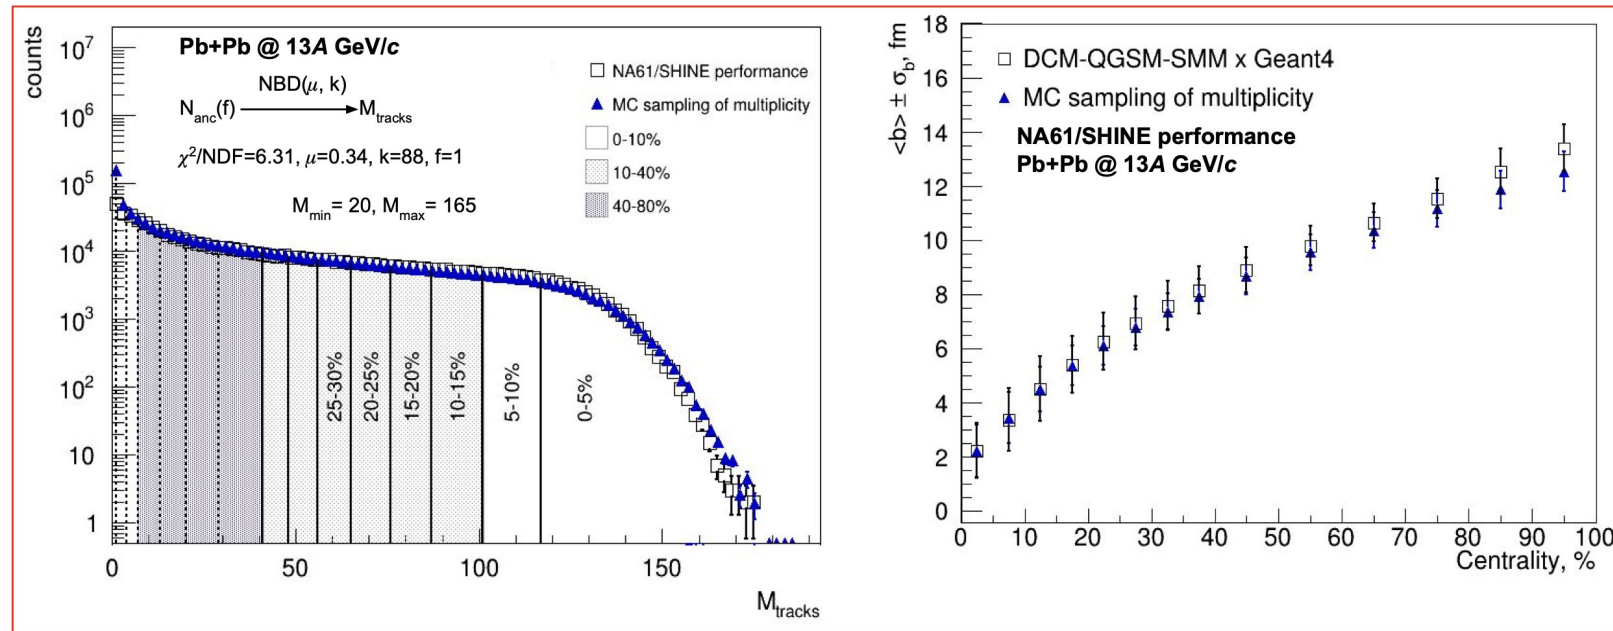 counts
10^7
10^6
10^5
10^4
10^3
10^2
10
1
Pb+Pb @ 13A GeV/c
NBD(μ, k)
N_anc(f) ⟶ M_tracks
χ²/NDF=6.31, μ=0.34, k=88, f=1
M_min= 20, M_max= 165
NA61/SHINE performance
MC sampling of multiplicity
0-10%
10-40%
40-80%
25-30%
20-25%
15-20%
10-15%
5-10%
0-5%
0 50 100 150
M_tracks
<b> ± σ_b, fm
18
16
14
12
10
8
6
4
2
0
DCM-QGSM-SMM x Geant4
MC sampling of multiplicity
NA61/SHINE performance
Pb+Pb @ 13A GeV/c
0 10 20 30 40 50 60 70 80 90 100
Centrality, %